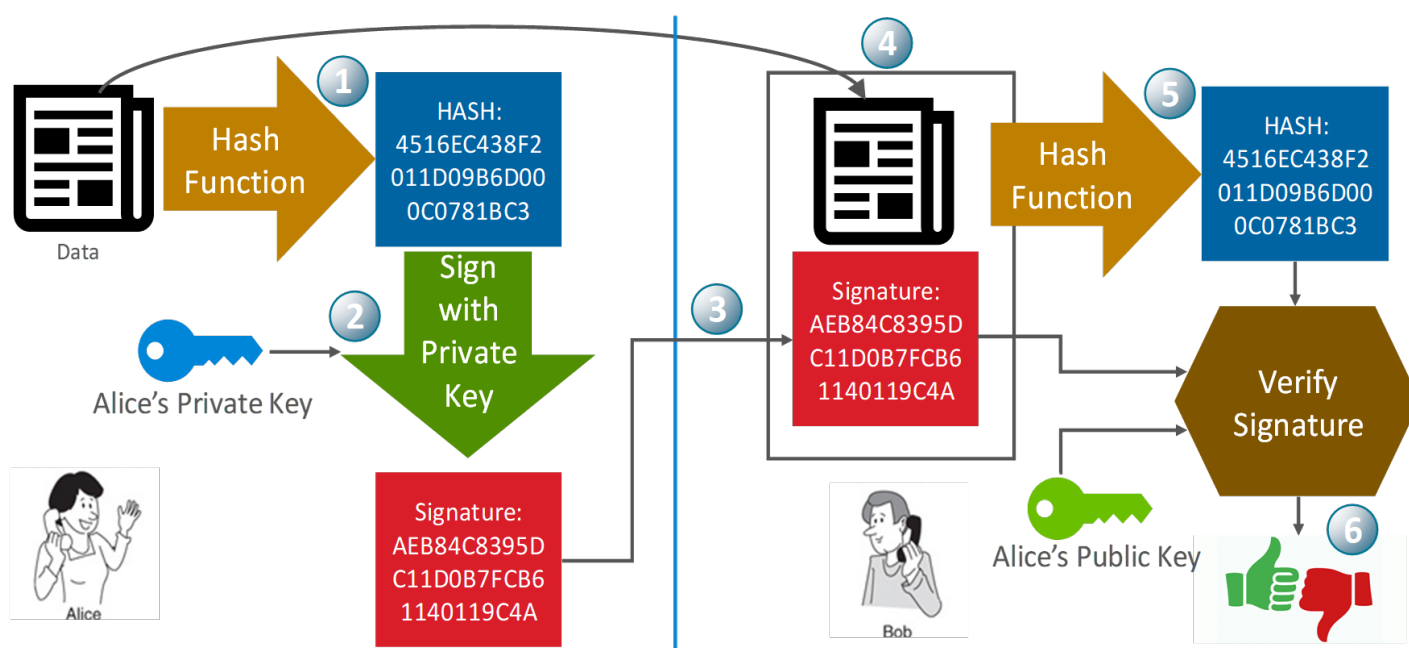 1
Hash
Function
Data
HASH:
4516EC438F2
011D09B6D00
0C0781BC3
2
Alice's Private Key
Sign
with
Private
Key
Signature:
AEB84C8395D
C11D0B7FCB6
1140119C4A
Alice
3
4
Signature:
AEB84C8395D
C11D0B7FCB6
1140119C4A
Hash
Function
5
HASH:
4516EC438F2
011D09B6D00
0C0781BC3
Verify
Signature
Alice's Public Key
Bob
6